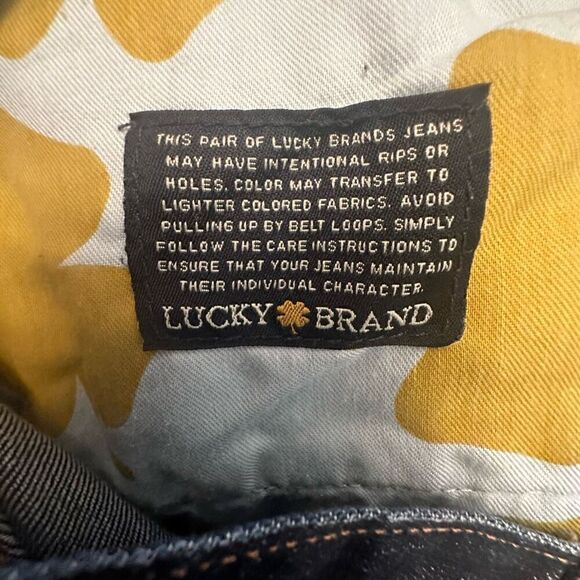 THIS PAIR OF LUCKY BRANDS JEANS
MAY HAVE INTENTIONAL RIPS OR
HOLES. COLOR MAY TRANSFER TO
LIGHTER COLORED FABRICS. AVOID
PULLING UP BY BELT LOOPS. SIMPLY
FOLLOW THE CARE INSTRUCTIONS TO
ENSURE THAT YOUR JEANS MAINTAIN
THEIR INDIVIDUAL CHARACTER.
LUCKY BRAND